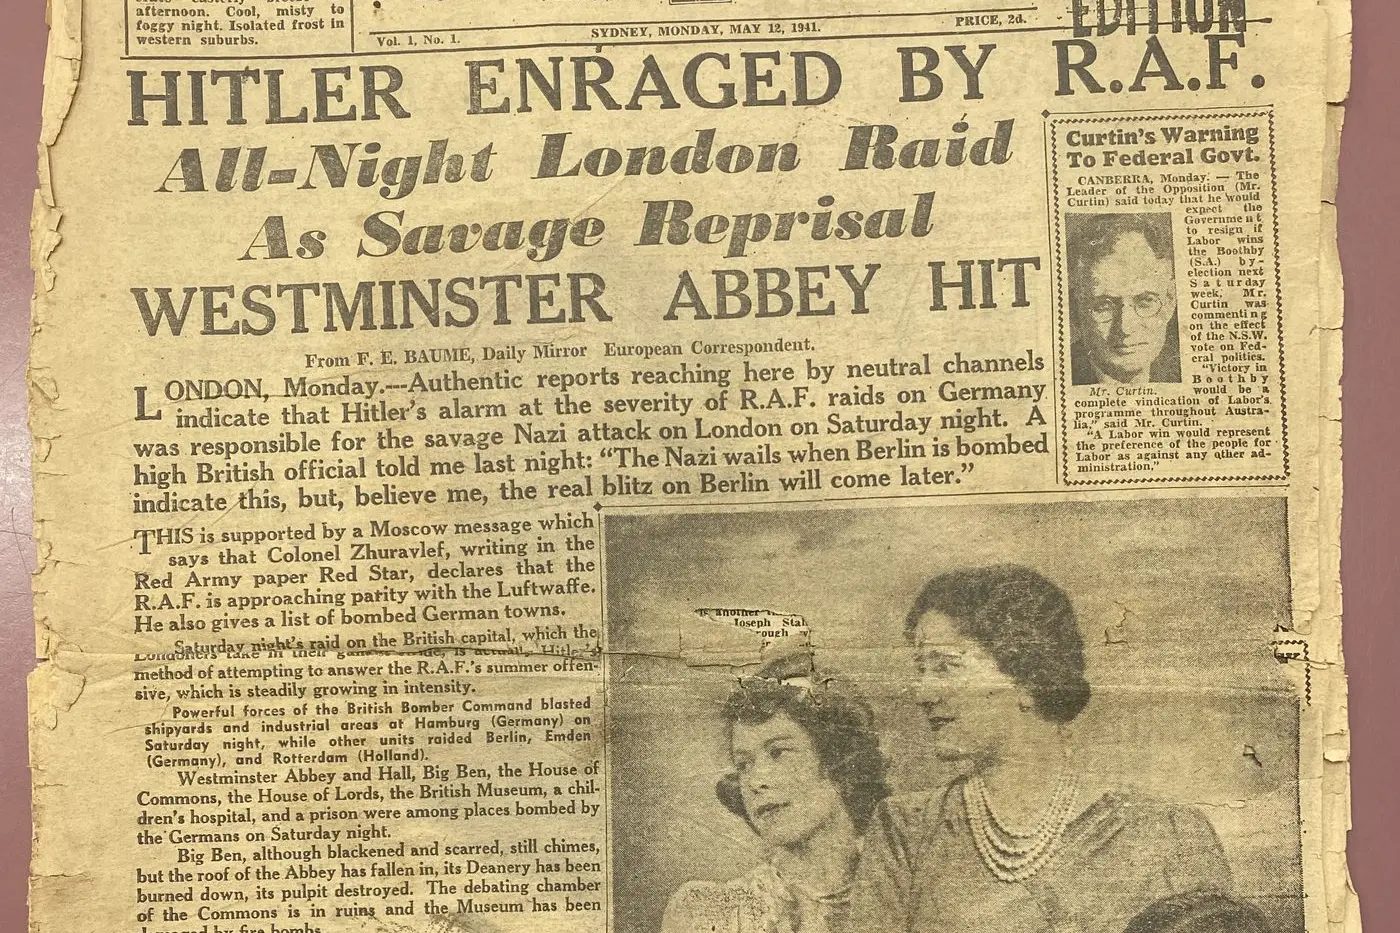 afternoon. Cool, misty to
foggy night. Isolated frost in
western suburbs.
Vol. 1, No. 1.
SYDNEY, MONDAY, MAY 12, 1941.
PRICE, 2d.
EDITION
HITLER ENRAGED BY R.A.F.
All-Night London Raid
As Savage Reprisal
WESTMINSTER ABBEY HIT
From F. E. BAUME, Daily Mirror European Correspondent.
LONDON, Monday.---Authentic reports reaching here by neutral channels
indicate that Hitler's alarm at the severity of R.A.F. raids on Germany
was responsible for the savage Nazi attack on London on Saturday night. A
high British official told me last night: “The Nazi wails when Berlin is bombed
indicate this, but, believe me, the real blitz on Berlin will come later.”
THIS is supported by a Moscow message which
says that Colonel Zhuravlef, writing in the
Red Army paper Red Star, declares that the
R.A.F. is approaching parity with the Luftwaffe.
He also gives a list of bombed German towns.
Saturday night's raid on the British capital, which the
Londoners take in their is actually Hitler's
method of attempting to answer the R.A.F.'s summer offen-
sive, which is steadily growing in intensity.
Powerful forces of the British Bomber Command blasted
shipyards and industrial areas at Hamburg (Germany) on
Saturday night, while other units raided Berlin, Emden
(Germany), and Rotterdam (Holland).
Westminster Abbey and Hall, Big Ben, the House of
Commons, the House of Lords, the British Museum, a chil-
dren's hospital, and a prison were among places bombed by
the Germans on Saturday night.
Big Ben, although blackened and scarred, still chimes,
but the roof of the Abbey has fallen in, its Deanery has been
burned down, its pulpit destroyed. The debating chamber
of the Commons is in ruins and the Museum has been
by fire bombs.
Curtin's Warning
To Federal Govt.
CANBERRA, Monday. — The
Leader of the Opposition (Mr.
Curtin) said today that he would
expect the
Government
to resign if
Labor wins
the Boothby
(S.A.) by-
election next
Saturday
week. Mr.
Curtin was
commenting
on the effect
of the N.S.W.
vote on Fed-
eral politics.
“Victory in
Boothby
would be a
Mr. Curtin.
complete vindication of Labor's
programme throughout Austra-
lia,” said Mr. Curtin.
“A Labor win would represent
the preference of the people for
Labor as against any other ad-
ministration.”
is another
Joseph Stal
rough